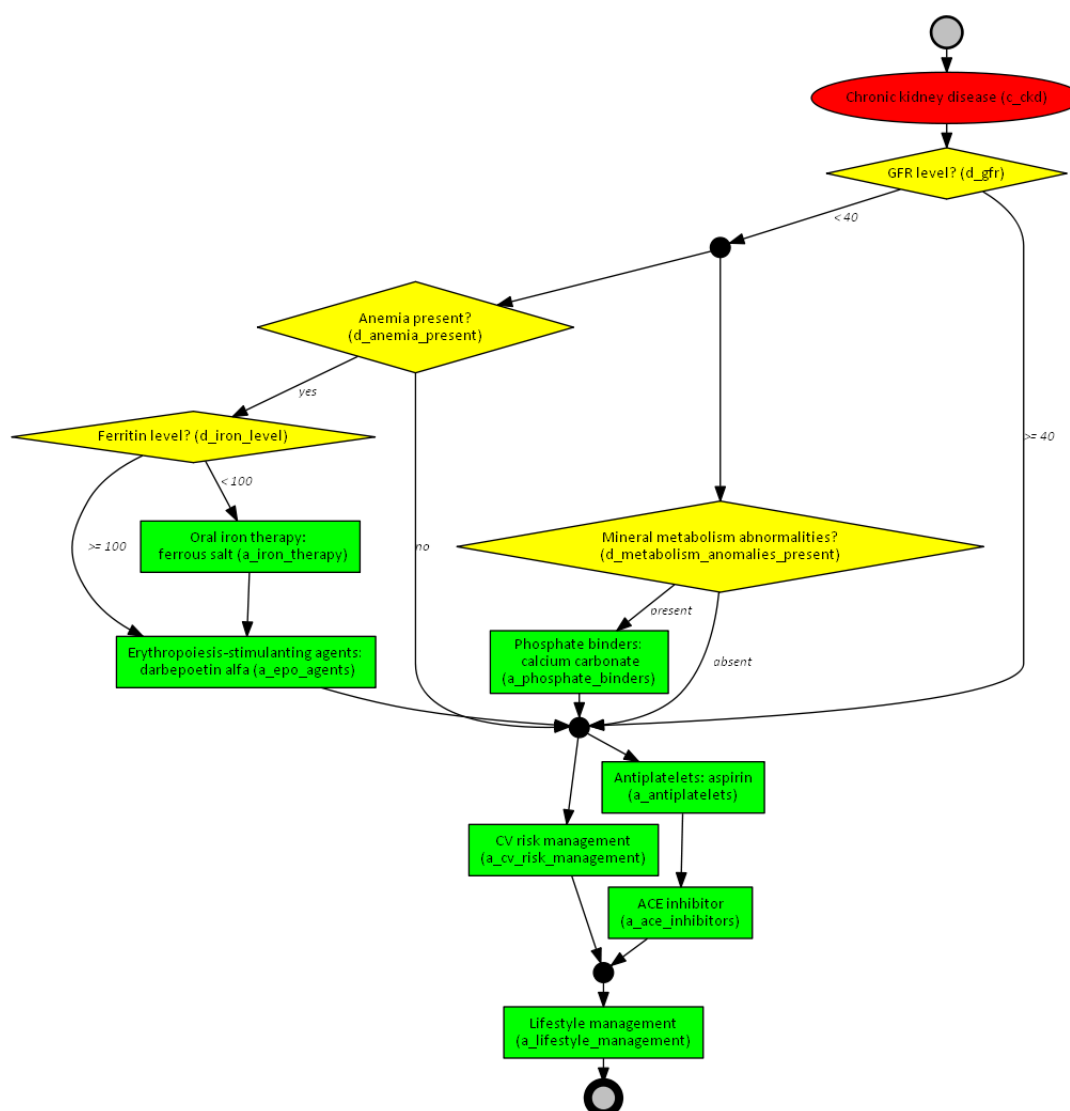 Chronic kidney disease (c_ckd)
GFR level? (d_gfr)
< 40
Anemia present?
(d_anemia_present)
yes
Ferritin level? (d_iron_level)
>= 40
< 100
Oral iron therapy:
ferrous salt (a_iron_therapy)
>= 100
no
Mineral metabolism abnormalities?
(d_metabolism_anomalies_present)
present
Erythropoiesis-stimulanting agents:
darbepoetin alfa (a_epo_agents)
Phosphate binders:
calcium carbonate
(a_phosphate_binders)
absent
Antiplatelets: aspirin
(a_antiplatelets)
CV risk management
(a_cv_risk_management)
ACE inhibitor
(a_ace_inhibitors)
Lifestyle management
(a_lifestyle_management)